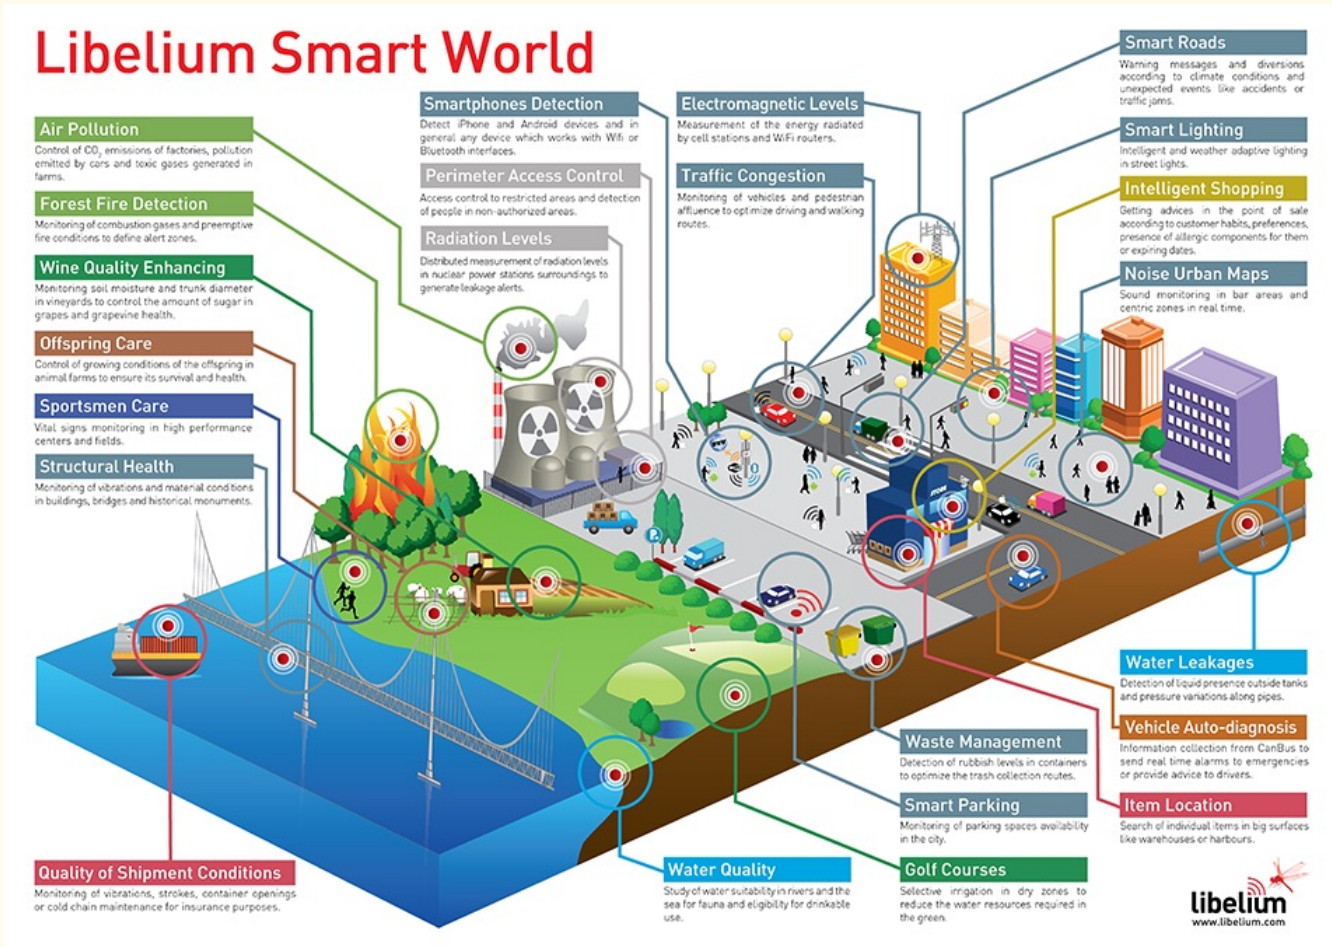 Libelium Smart World
Air Pollution
Control of CO2 emissions of factories, pollution
emitted by cars and toxic gases generated in
farms.
Forest Fire Detection
Monitoring of combustion gases and preemptive
fire conditions to define alert zones.
Wine Quality Enhancing
Monitoring soil moisture and trunk diameter
in vineyards to control the amount of sugar in
grapes and grapevine health.
Offspring Care
Control of growing conditions of the offspring in
animal farms to ensure its survival and health.
Sportsmen Care
Vital signs monitoring in high performance
centers and fields.
Structural Health
Monitoring of vibrations and material conditions
in buildings, bridges and historical monuments.
Quality of Shipment Conditions
Monitoring of vibrations, strokes, container openings
or cold chain maintenance for insurance purposes.
Smartphones Detection
Detect iPhone and Android devices and in
general any device which works with Wifi or
Bluetooth interfaces.
Perimeter Access Control
Access control to restricted areas and detection
of people in non-authorized areas.
Radiation Levels
Distributed measurement of radiation levels
in nuclear power stations surroundings to
generate leakage alerts.
Electromagnetic Levels
Measurement of the energy radiated
by cell stations and WiFi routers.
Traffic Congestion
Monitoring of vehicles and pedestrian
affluence to optimize driving and walking
routes.
Smart Roads
Warning messages and diversions
according to climate conditions and
unexpected events like accidents or
traffic jams.
Smart Lighting
Intelligent and weather adaptive lighting
in street lights.
Intelligent Shopping
Getting advices in the point of sale
according to customer habits, preferences,
presence of allergic components for them
or expiring dates.
Noise Urban Maps
Sound monitoring in bar areas and
centric zones in real time.
STORE
P
Water Leakages
Detection of liquid presence outside tanks
and pressure variations along pipes.
Vehicle Auto-diagnosis
Information collection from CanBus to
send real time alarms to emergencies
or provide advice to drivers.
Item Location
Search of individual items in big surfaces
like warehouses or harbours.
Waste Management
Detection of rubbish levels in containers
to optimize the trash collection routes.
Smart Parking
Monitoring of parking spaces availability
in the city.
Golf Courses
Selective irrigation in dry zones to
reduce the water resources required in
the green.
Water Quality
Study of water suitability in rivers and the
sea for fauna and eligibility for drinkable
use.
libelium
www.libelium.com